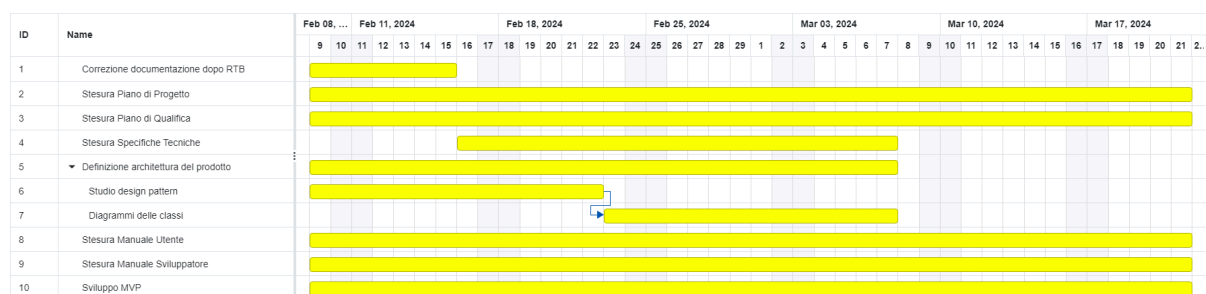 ID Name Feb 08, ... Feb 11, 2024 Feb 18, 2024 Feb 25, 2024 Mar 03, 2024 Mar 10, 2024 Mar 17, 2024
9 10 11 12 13 14 15 16 17 18 19 20 21 22 23 24 25 26 27 28 29 1 2 3 4 5 6 7 8 9 10 11 12 13 14 15 16 17 18 19 20 21 2..
1 Correzione documentazione dopo RTB
2 Stesura Piano di Progetto
3 Stesura Piano di Qualifica
4 Stesura Specifiche Tecniche
5 Definizione architettura del prodotto
6 Studio design pattern
7 Diagrammi delle classi
8 Stesura Manuale Utente
9 Stesura Manuale Sviluppatore
10 Sviluppo MVP